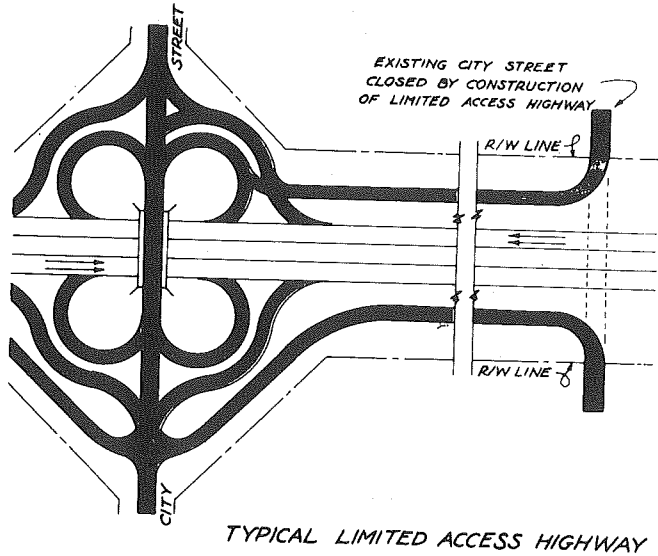 STREET
EXISTING CITY STREET
CLOSED BY CONSTRUCTION
OF LIMITED ACCESS HIGHWAY
R/W LINE
R/W LINE
CITY
TYPICAL LIMITED ACCESS HIGHWAY